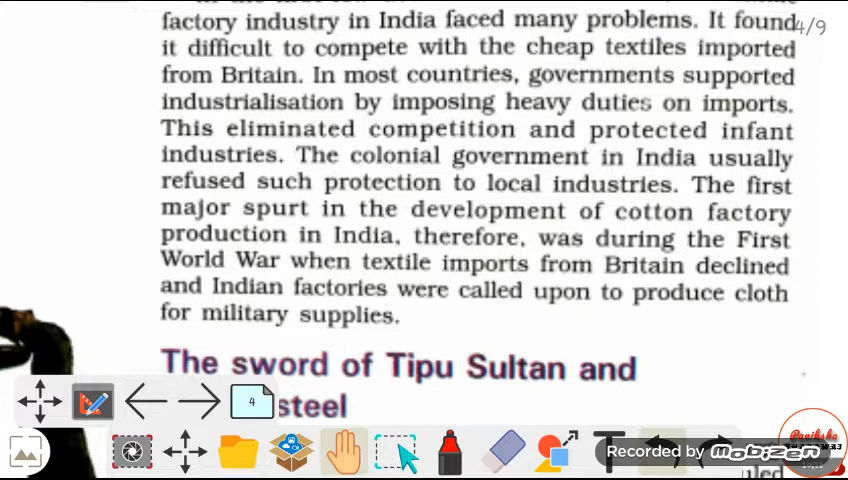 factory industry in India faced many problems. It found
4/9
it difficult to compete with the cheap textiles imported
from Britain. In most countries, governments supported
industrialisation by imposing heavy duties on imports.
This eliminated competition and protected infant
industries. The colonial government in India usually
refused such protection to local industries. The first
major spurt in the development of cotton factory
production in India, therefore, was during the First
World War when textile imports from Britain declined
and Indian factories were called upon to produce cloth
for military supplies.
The sword of Tipu Sultan and
steel
4
T
Recorded by mobizen